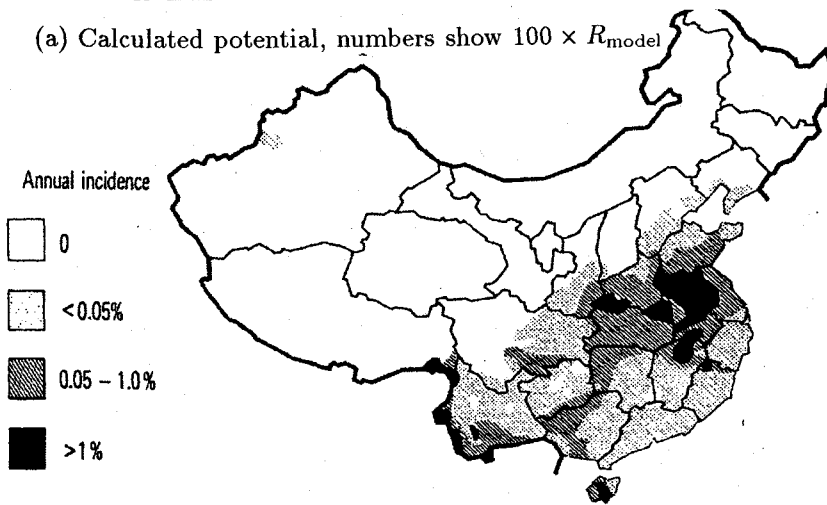 (a) Calculated potential, numbers show 100 × R_model
Annual incidence
0
<0.05%
0.05 – 1.0%
>1%